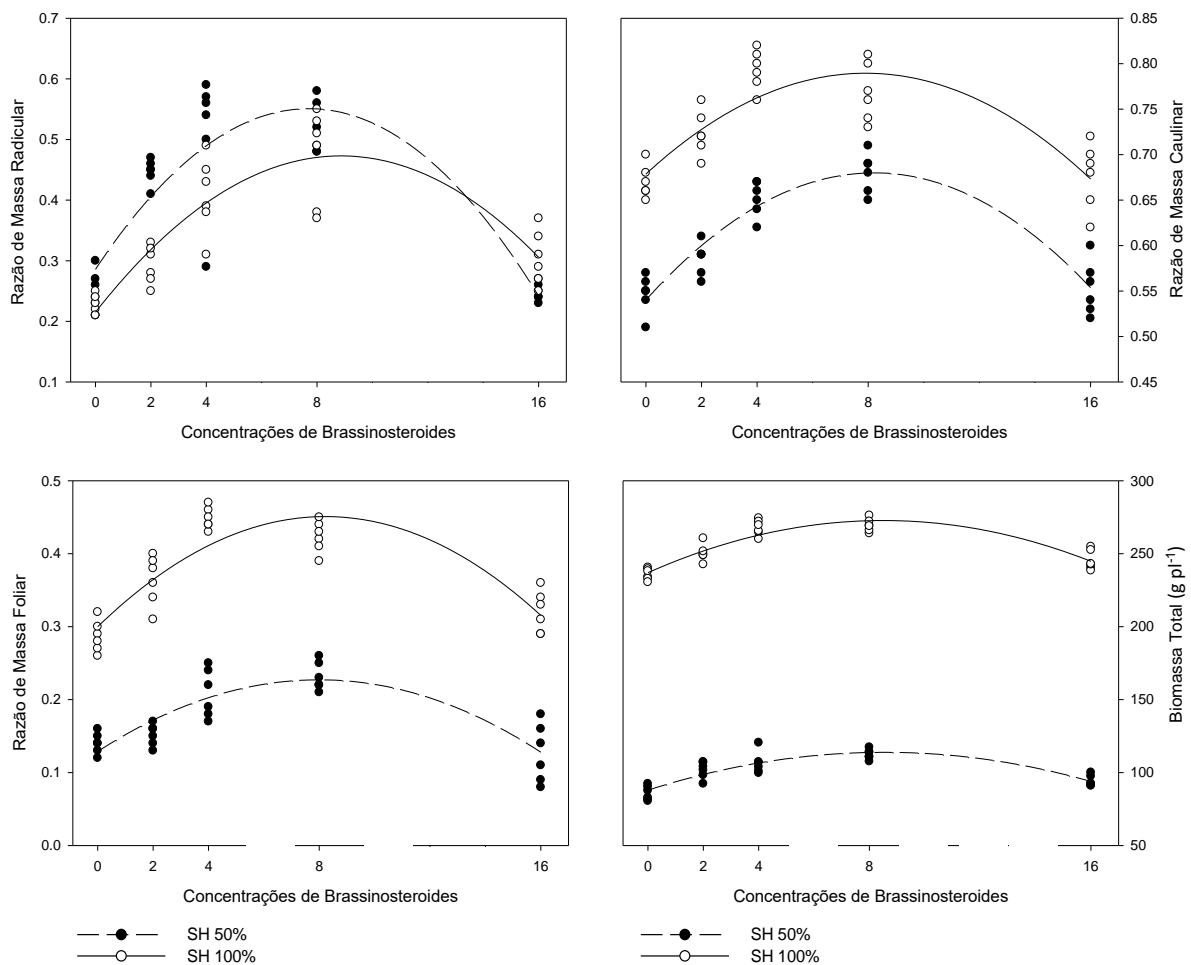 0.7
0.6
0.5
0.4
0.3
0.2
0.1
Razão de Massa Radicular
0 2 4 8 16
Concentrações de Brassinosteroides
0.85
0.80
0.75
0.70
0.65
0.60
0.55
0.50
0.45
Razão de Massa Caulinar
0 2 4 8 16
Concentrações de Brassinosteroides
0.5
0.4
0.3
0.2
0.1
0.0
Razão de Massa Foliar
0 2 4 8 16
Concentrações de Brassinosteroides
300
250
200
150
100
50
Biomassa Total (g pl-1)
0 2 4 8 16
Concentrações de Brassinosteroides
SH 50%
SH 100%
SH 50%
SH 100%